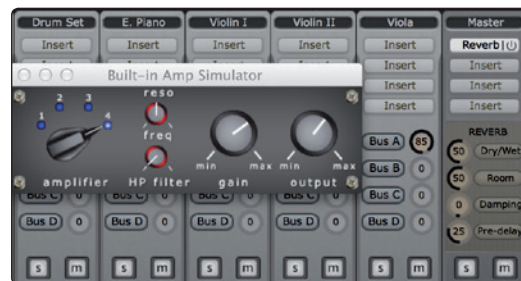 Drum Set E. Piano Violin I Violin II Viola Master
Insert Insert Insert Insert Insert Reverb
Built-in Amp Simulator
Insert Insert
Insert Insert
Insert Insert
reso
1 2 3 4
freq
min max min max
amplifier HP filter gain output
Bus A 85
Bus B 0
Bus C 0 Bus C 0 Bus C 0 Bus C 0 Bus C 0
Bus D 0 Bus D 0 Bus D 0 Bus D 0 Bus D 0
REVERB
50 Dry/Wet
50 Room
0 Damping
25 Pre-delay
s m s m s m s m s m s m